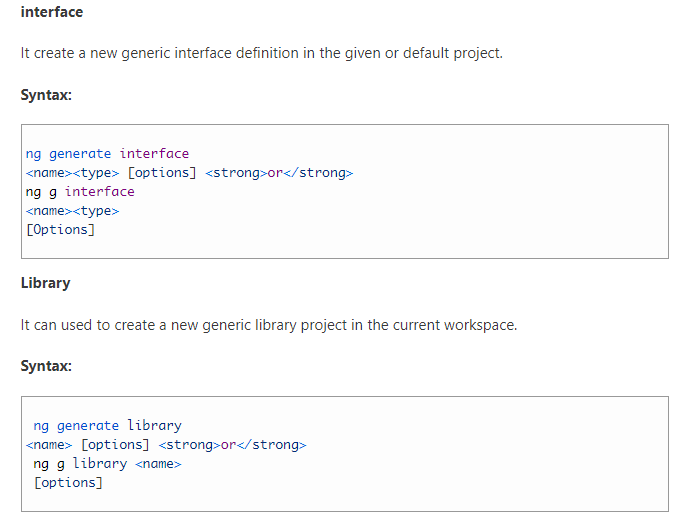 interface
It create a new generic interface definition in the given or default project.
Syntax:
ng generate interface
<name><type> [options] <strong>or</strong>
ng g interface
<name><type>
[Options]
Library
It can used to create a new generic library project in the current workspace.
Syntax:
ng generate library
<name> [options] <strong>or</strong>
ng g library <name>
[options]